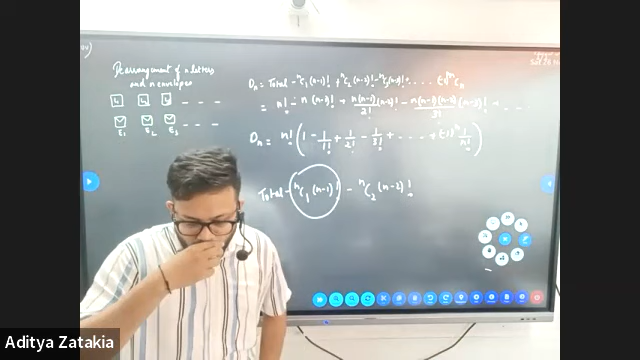 Dearrangement of n letters
and n envelopes
L₁ L₂ L₃ - - -
E₁ E₂ E₃ - - -
Dₙ = Total - ⁿC₁ (n-1)! + ⁿC₂ (n-2)! - ⁿC₃ (n-3)! + . . . . (-1)ⁿ ⁿCₙ
= n! - n (n-1)! + n(n-1)/2! (n-2)! - n(n-1)(n-2)/3! (n-3)! + - - -
Dₙ = n! (1 - 1/1! + 1/2! - 1/3! + . . . . + (-1)ⁿ 1/n!)
Total - ⁿC₁ (n-1)! - ⁿC₂ (n-2)!
Aditya Zatakia